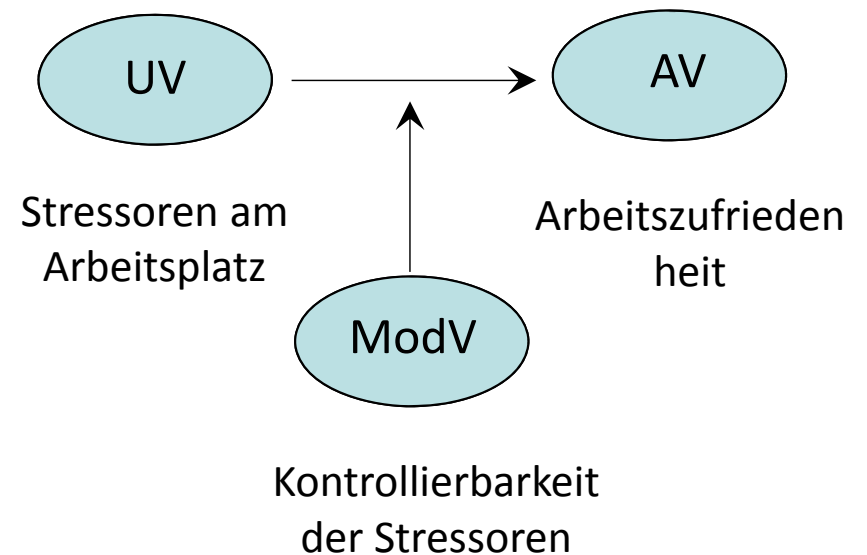 UV
AV
Stressoren am
Arbeitsplatz
Arbeitszufrieden
heit
ModV
Kontrollierbarkeit
der Stressoren